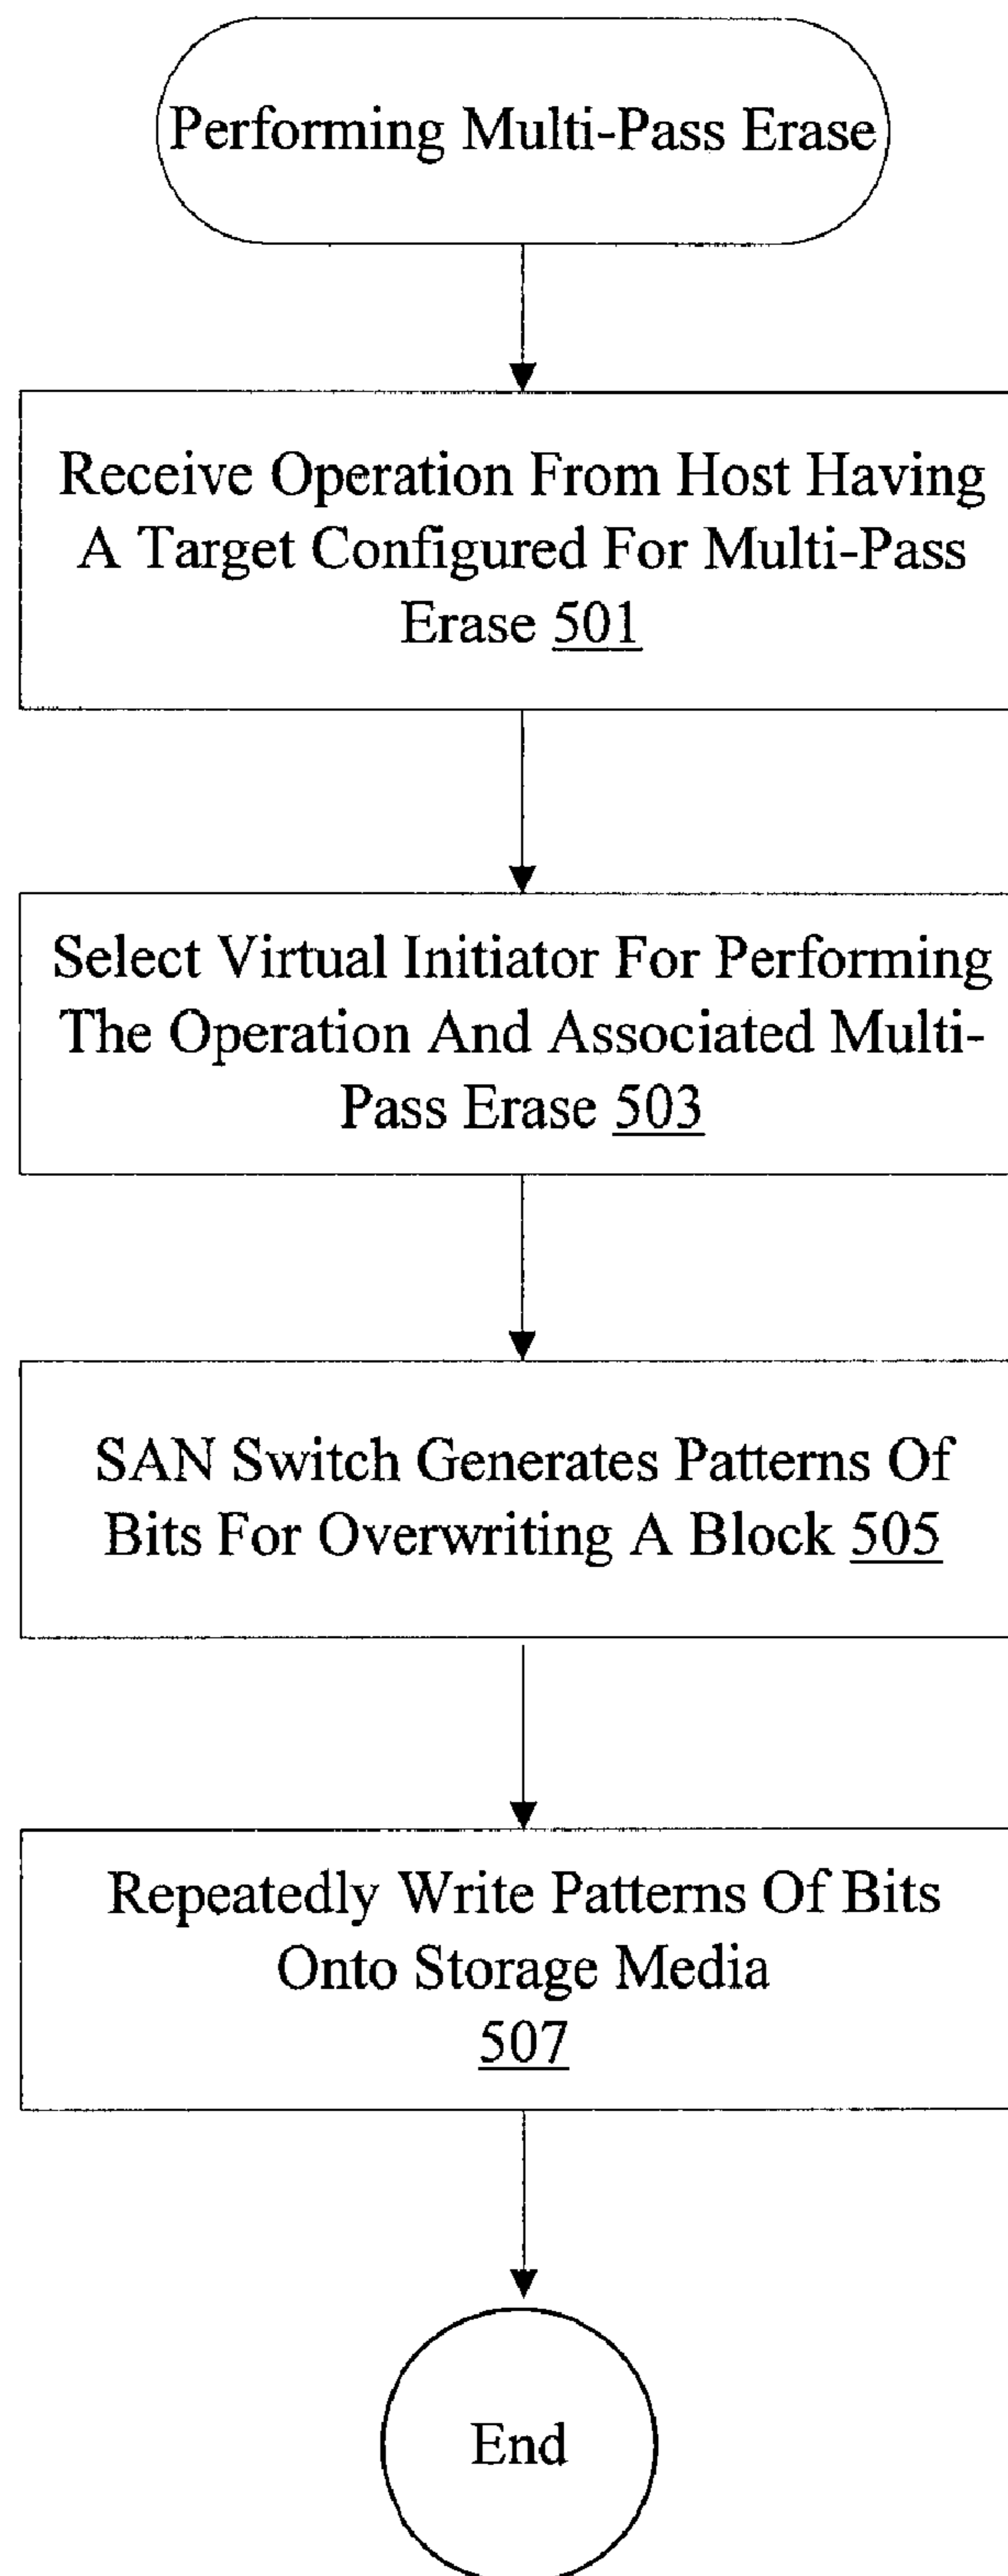 Performing Multi-Pass Erase
Receive Operation From Host Having
A Target Configured For Multi-Pass
Erase 501
Select Virtual Initiator For Performing
The Operation And Associated Multi-
Pass Erase 503
SAN Switch Generates Patterns Of
Bits For Overwriting A Block 505
Repeatedly Write Patterns Of Bits
Onto Storage Media
507
End